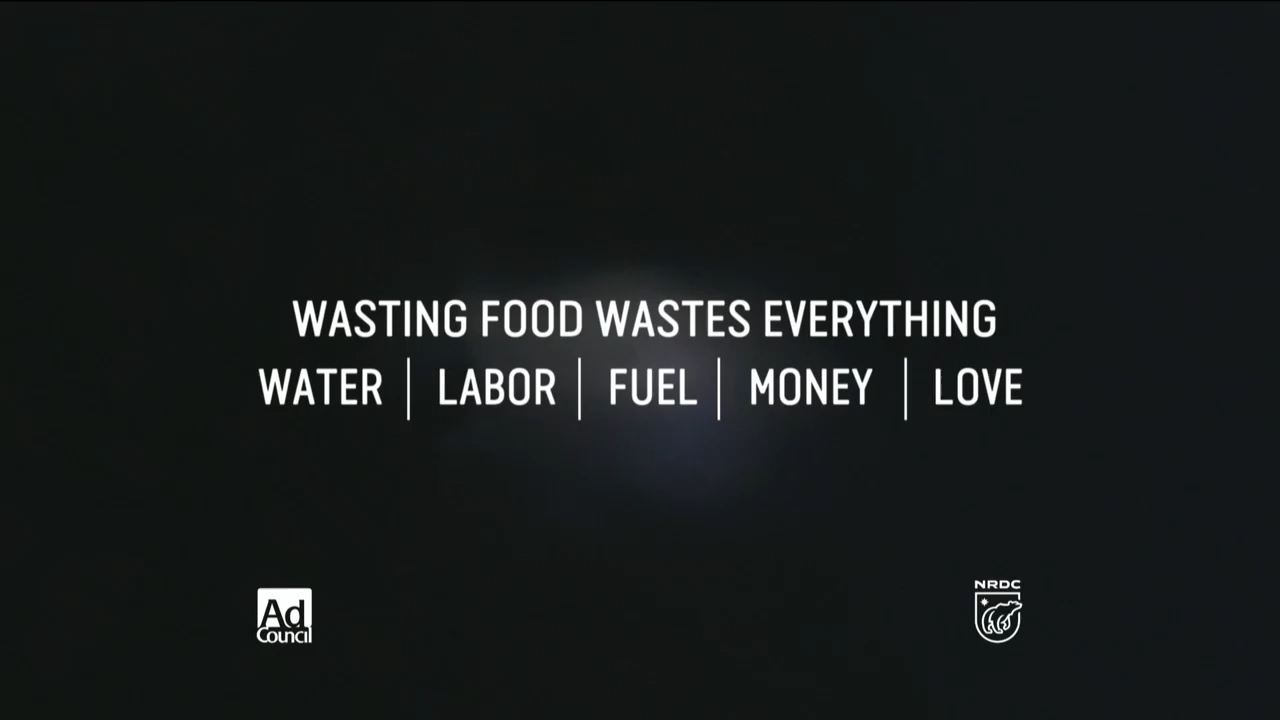 WASTING FOOD WASTES EVERYTHING
WATER | LABOR | FUEL | MONEY | LOVE
Ad
Council
NRDC